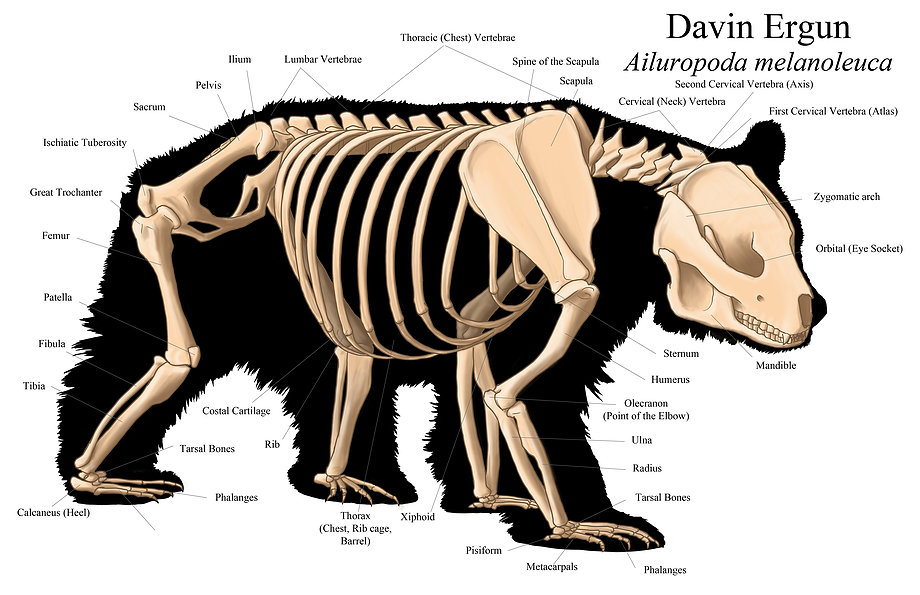 Davin Ergun
Ailuropoda melanoleuca
Thoracic (Chest) Vertebrae
Ilium
Lumbar Vertebrae
Spine of the Scapula
Scapula
Second Cervical Vertebra (Axis)
Pelvis
Cervical (Neck) Vertebra
Sacrum
First Cervical Vertebra (Atlas)
Ischiatic Tuberosity
Great Trochanter
Zygomatic arch
Femur
Orbital (Eye Socket)
Patella
Fibula
Sternum
Mandible
Tibia
Humerus
Costal Cartilage
Olecranon
(Point of the Elbow)
Rib
Ulna
Tarsal Bones
Radius
Phalanges
Tarsal Bones
Calcaneus (Heel)
Thorax
(Chest, Rib cage,
Barrel)
Xiphoid
Pisiform
Metacarpals
Phalanges